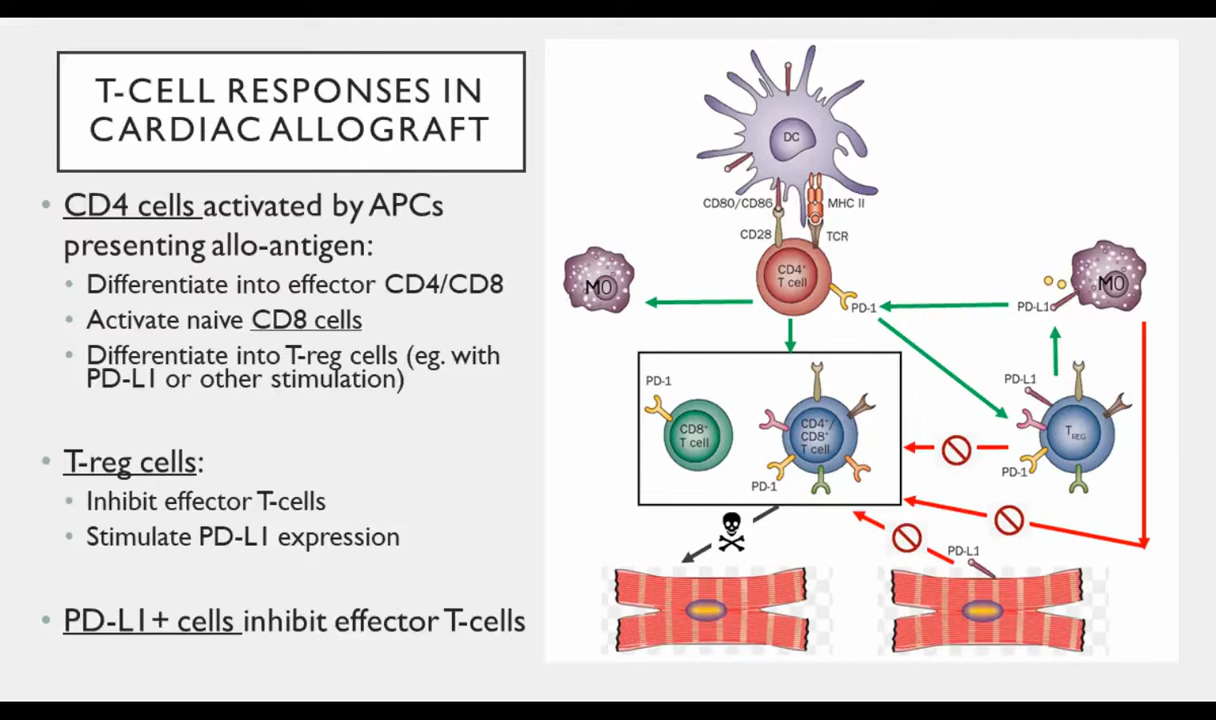 T-CELL RESPONSES IN
CARDIAC ALLOGRAFT
• CD4 cells activated by APCs
presenting allo-antigen:
• Differentiate into effector CD4/CD8
• Activate naive CD8 cells
• Differentiate into T-reg cells (eg. with
PD-L1 or other stimulation)
• T-reg cells:
• Inhibit effector T-cells
• Stimulate PD-L1 expression
• PD-L1+ cells inhibit effector T-cells
DC
CD80/CD86
MHC II
CD28
TCR
CD4+
T cell
PD-1
MO
PD-L1
MO
PD-1
CD8+
T cell
CD4+/
CD8+
T cell
PD-1
PD-L1
TREG
PD-1
PD-L1